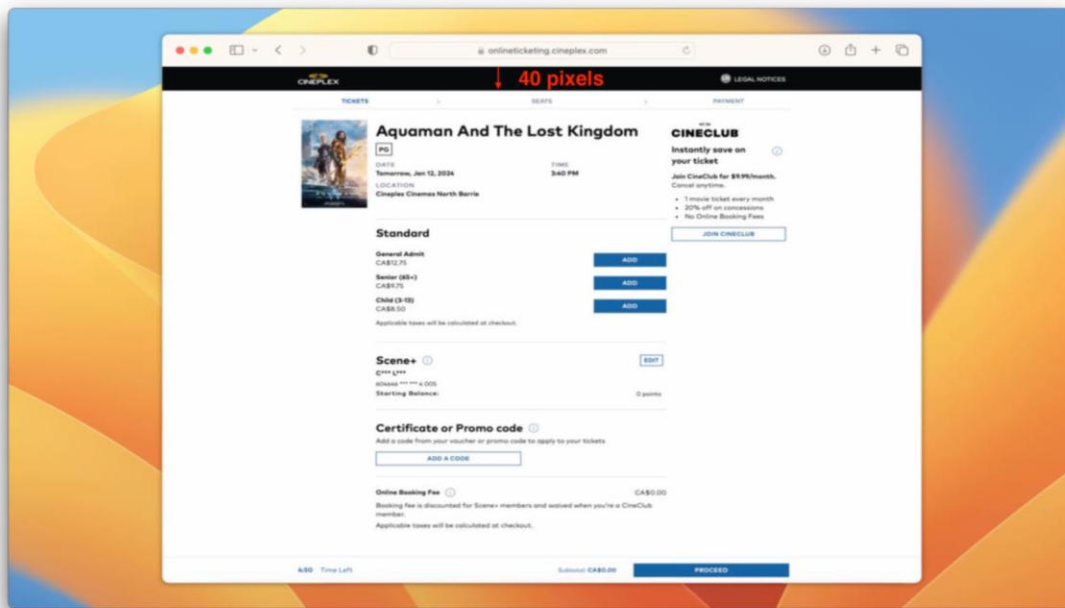 onlineticketing.cineplex.com
CINEPLEX
40 pixels
LEGAL NOTICES
TICKETS
SEATS
PAYMENT
Aquaman And The Lost Kingdom
PG
DATE
TIME
Tomorrow, Jan 12, 2024
3:40 PM
LOCATION
Cineplex Cinemas North Barrie
CINECLUB
Instantly save on
your ticket
Join CineClub for $9.99/month.
Cancel anytime.
• 1 movie ticket every month
• 20% off on concessions
• No Online Booking Fees
JOIN CINECLUB
Standard
General Admit
CA$12.75
ADD
Senior (65+)
CA$9.75
ADD
Child (3-13)
CA$8.50
ADD
Applicable taxes will be calculated at checkout.
Scene+
EDIT
C*** L***
604646 *** *** 4 005
Starting Balance:
0 points
Certificate or Promo code
Add a code from your voucher or promo code to apply to your tickets
ADD A CODE
Online Booking Fee
CA$0.00
Booking fee is discounted for Scene+ members and waived when you're a CineClub
member.
Applicable taxes will be calculated at checkout.
4:50 Time Left
Subtotal: CA$0.00
PROCEED